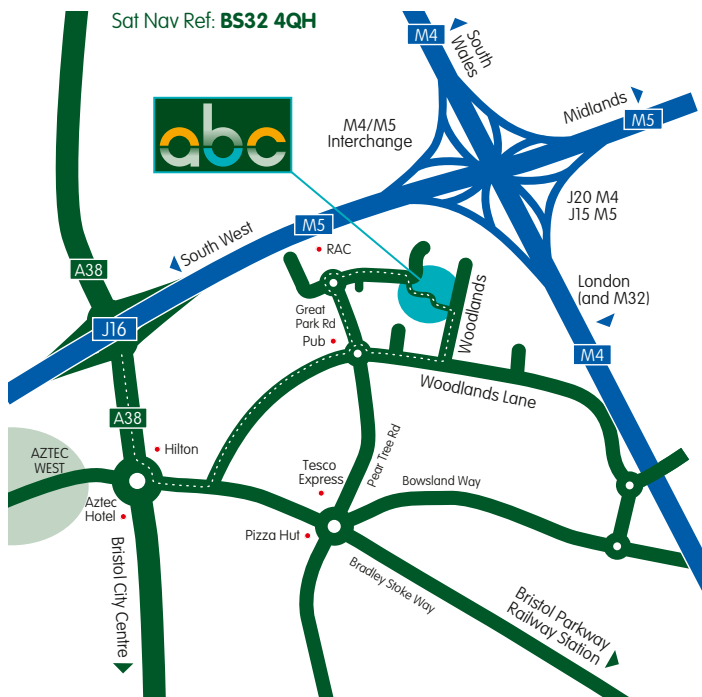 Sat Nav Ref: BS32 4QH
M4
South
Wales
Midlands
M5
abc
M4/M5
Interchange
J20 M4
J15 M5
M5
South West
RAC
A38
London
(and M32)
Great
Park Rd
Woodlands
J16
Pub
M4
Woodlands Lane
A38
Hilton
AZTEC
WEST
Tesco
Express
Pear Tree Rd
Bowsland Way
Aztec
Hotel
Pizza Hut
Bristol City Centre
Bradley Stoke Way
Bristol Parkway
Railway Station